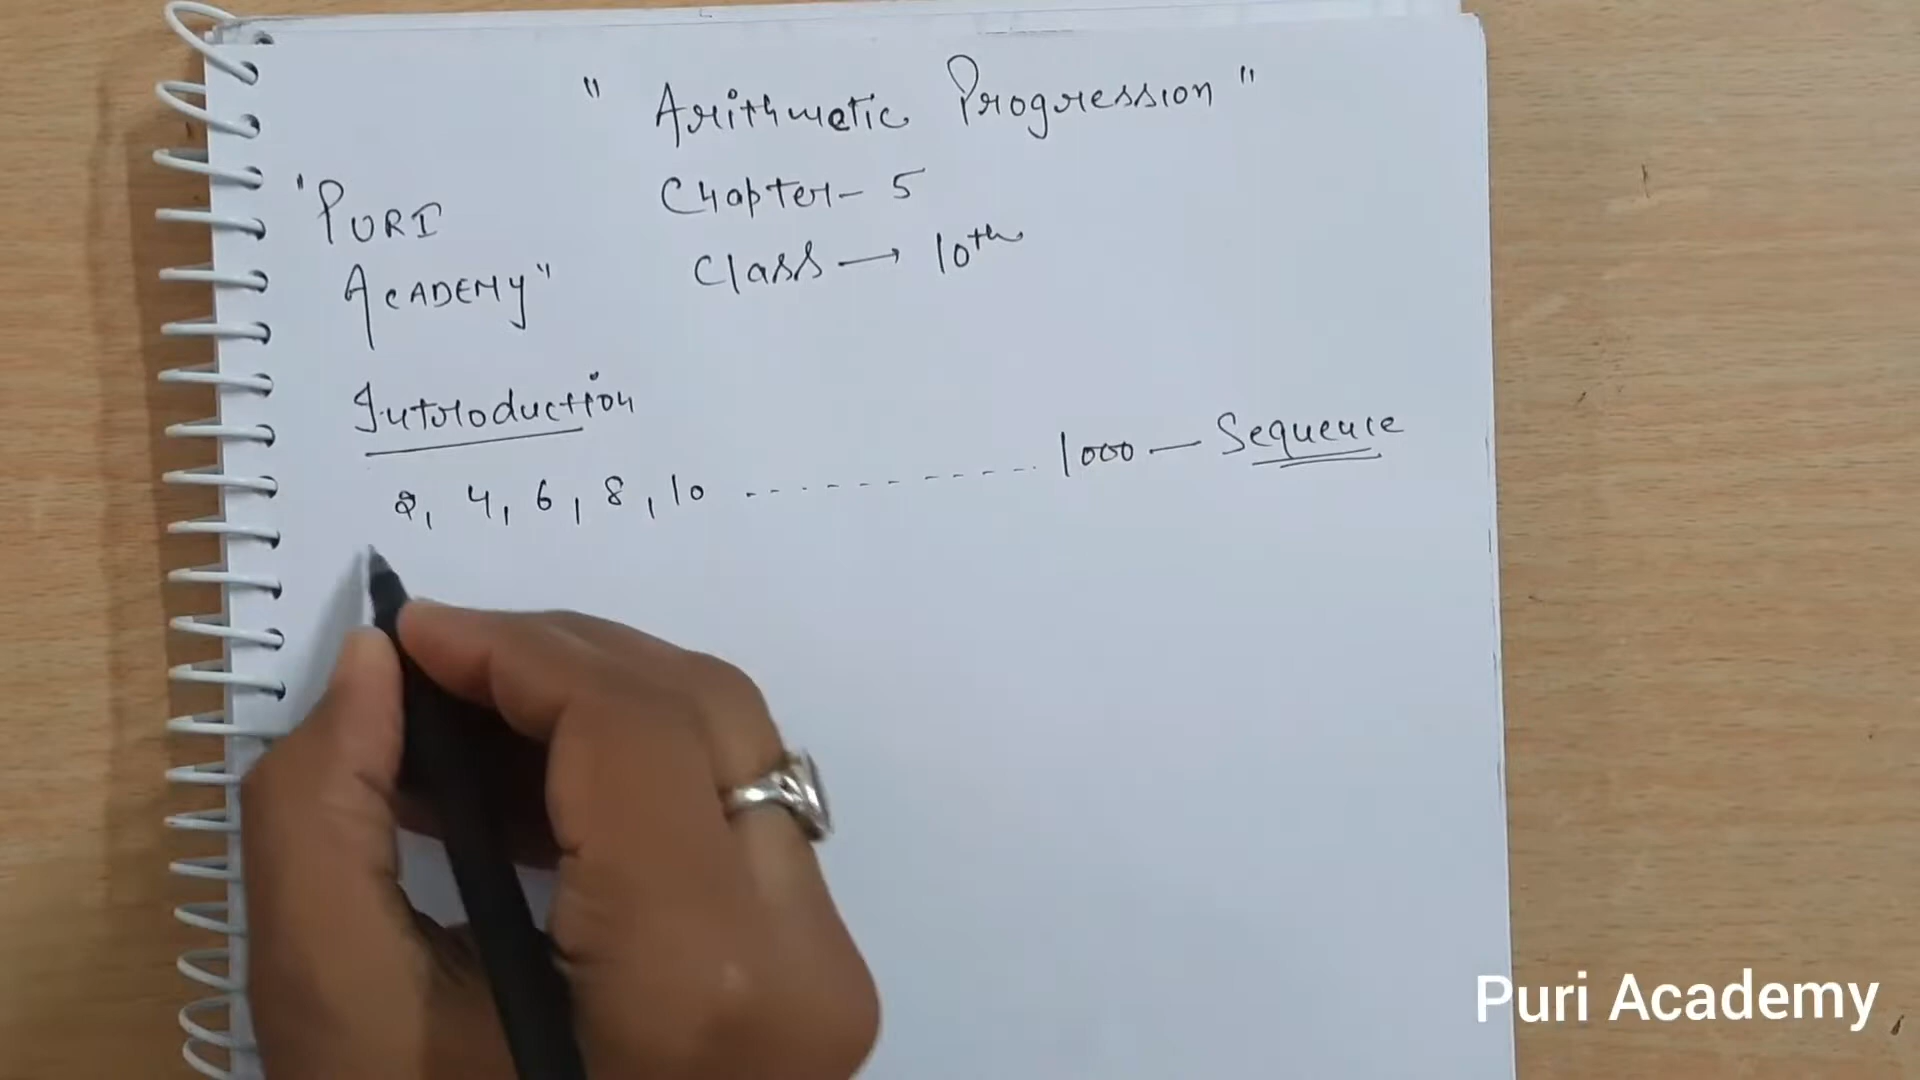 " Arithmetic Progression "
Chapter - 5
Class → 10th
"PURI
ACADEMY"
Introduction
2, 4, 6, 8, 10 - - - - - - - - - - - 1000 — Sequence
Puri Academy